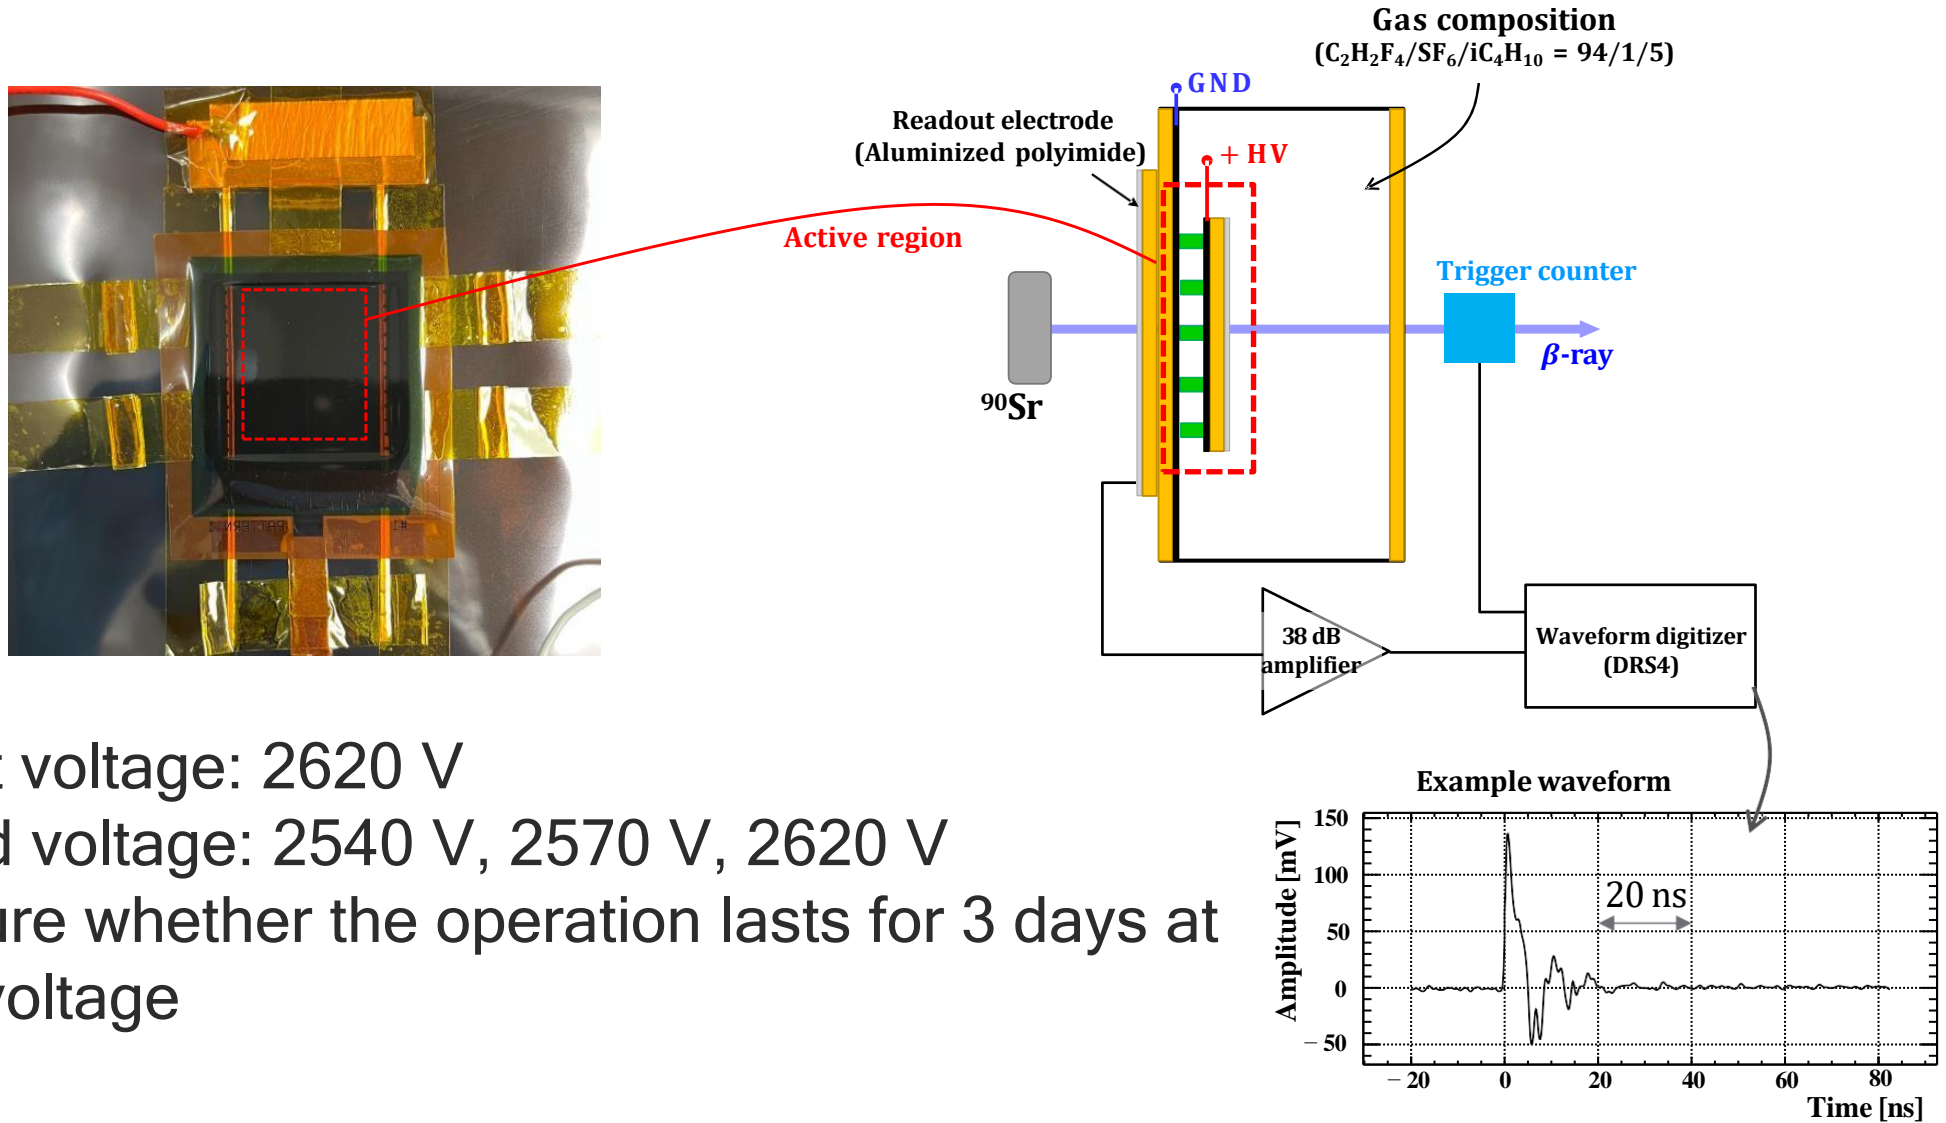 Gas composition
(C₂H₂F₄/SF₆/iC₄H₁₀ = 94/1/5)
GND
Readout electrode
(Aluminized polyimide)
+ HV
Active region
Trigger counter
β-ray
⁹⁰Sr
38 dB
amplifier
Waveform digitizer
(DRS4)
voltage: 2620 V
voltage: 2540 V, 2570 V, 2620 V
whether the operation lasts for 3 days at
voltage
Example waveform
Amplitude [mV]
150
100
50
0
−50
20 ns
−20 0 20 40 60 80
Time [ns]